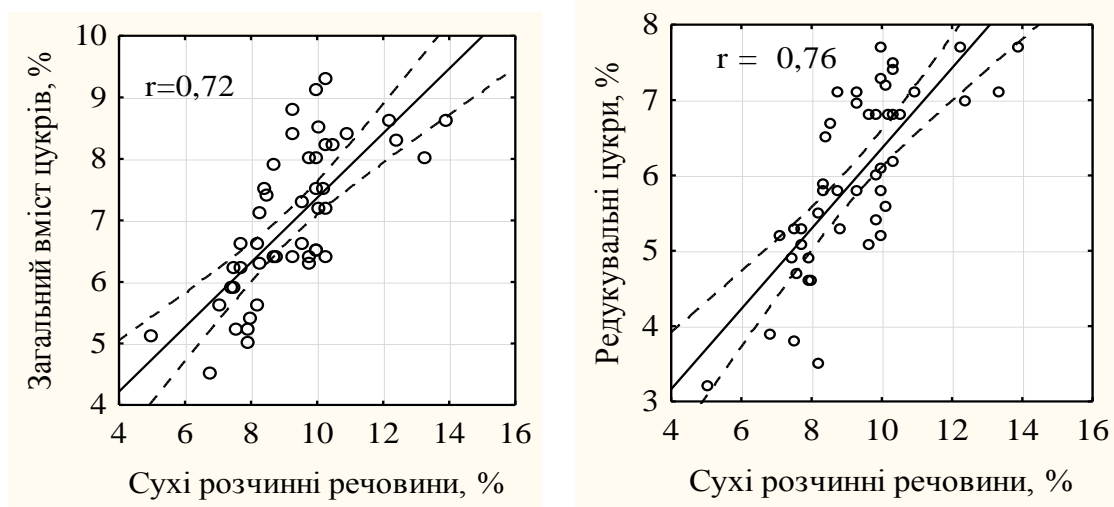 Загальний вміст цукрів, %
10
9
8
7
6
5
4
r=0,72
4 6 8 10 12 14 16
Сухі розчинні речовини, %
Редукувальні цукри, %
8
7
6
5
4
3
r = 0,76
4 6 8 10 12 14 16
Сухі розчинні речовини, %